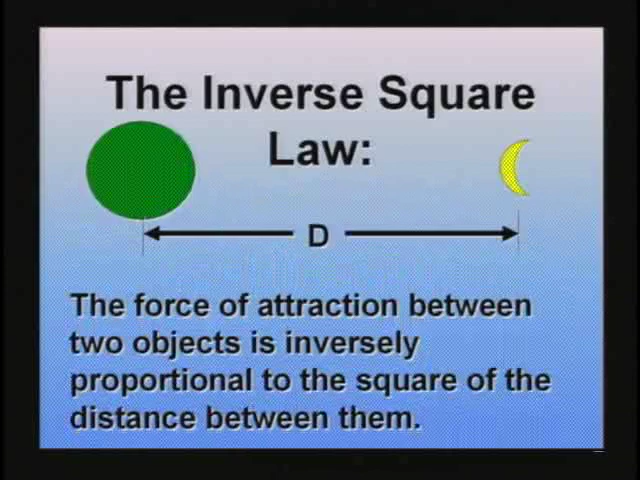 The Inverse Square
Law:
D
The force of attraction between
two objects is inversely
proportional to the square of the
distance between them.